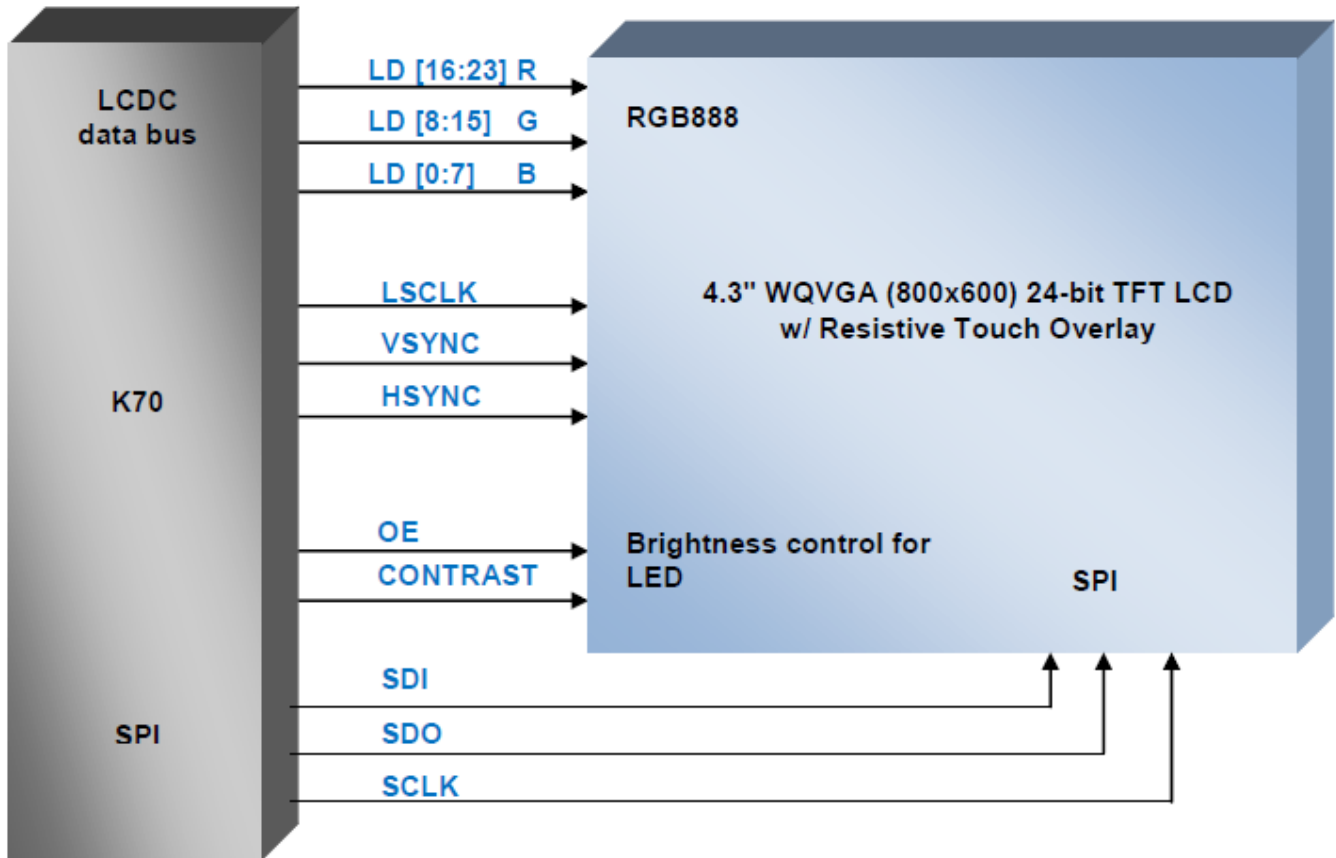 LCDC
data bus
K70
SPI
LD [16:23] R
LD [8:15] G
LD [0:7] B
LSCLK
VSYNC
HSYNC
OE
CONTRAST
SDI
SDO
SCLK
RGB888
4.3" WQVGA (800x600) 24-bit TFT LCD
w/ Resistive Touch Overlay
Brightness control for
LED
SPI